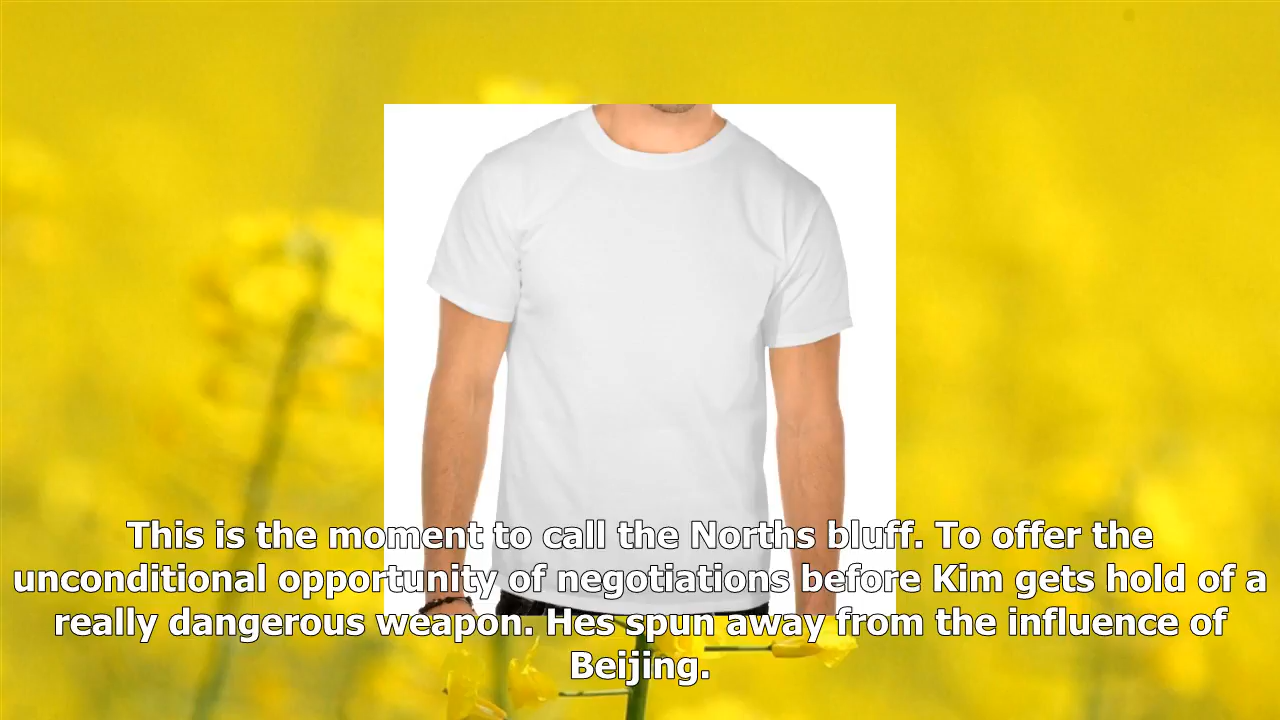 This is the moment to call the Norths bluff. To offer the
unconditional opportunity of negotiations before Kim gets hold of a
really dangerous weapon. Hes spun away from the influence of
Beijing.